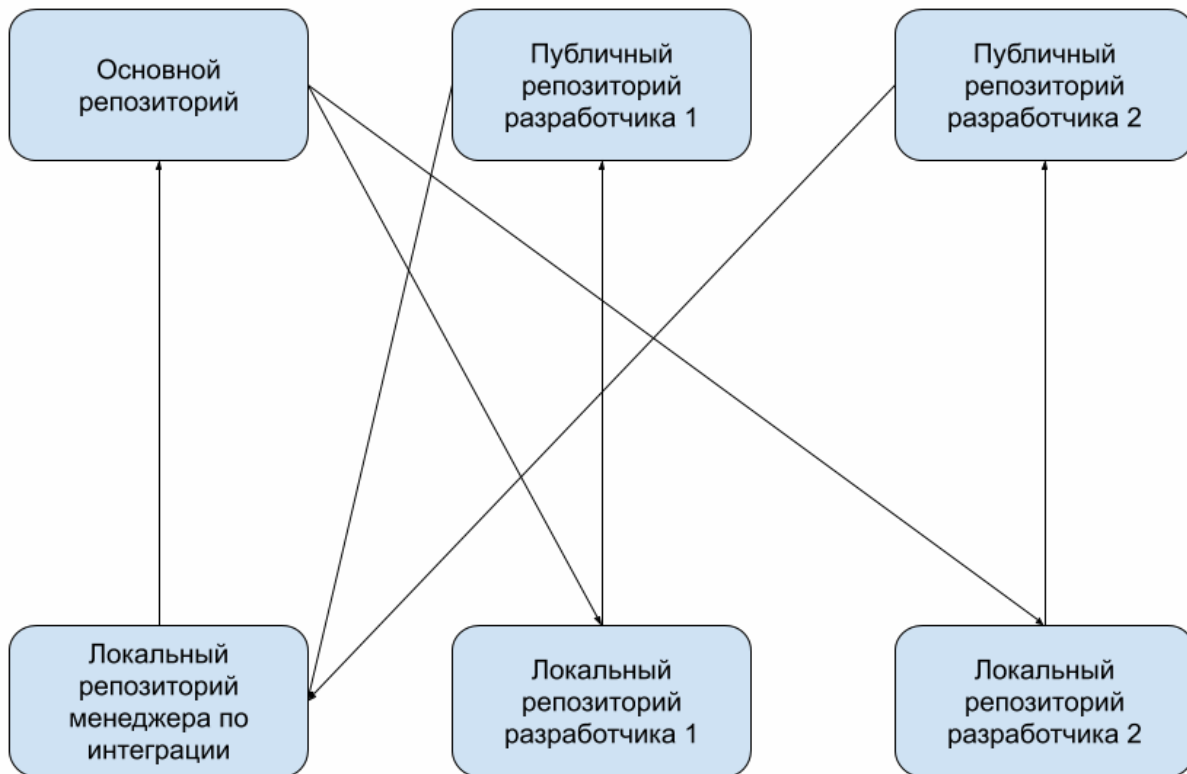 Основной
репозиторий
Публичный
репозиторий
разработчика 1
Публичный
репозиторий
разработчика 2
Локальный
репозиторий
менеджера по
интеграции
Локальный
репозиторий
разработчика 1
Локальный
репозиторий
разработчика 2